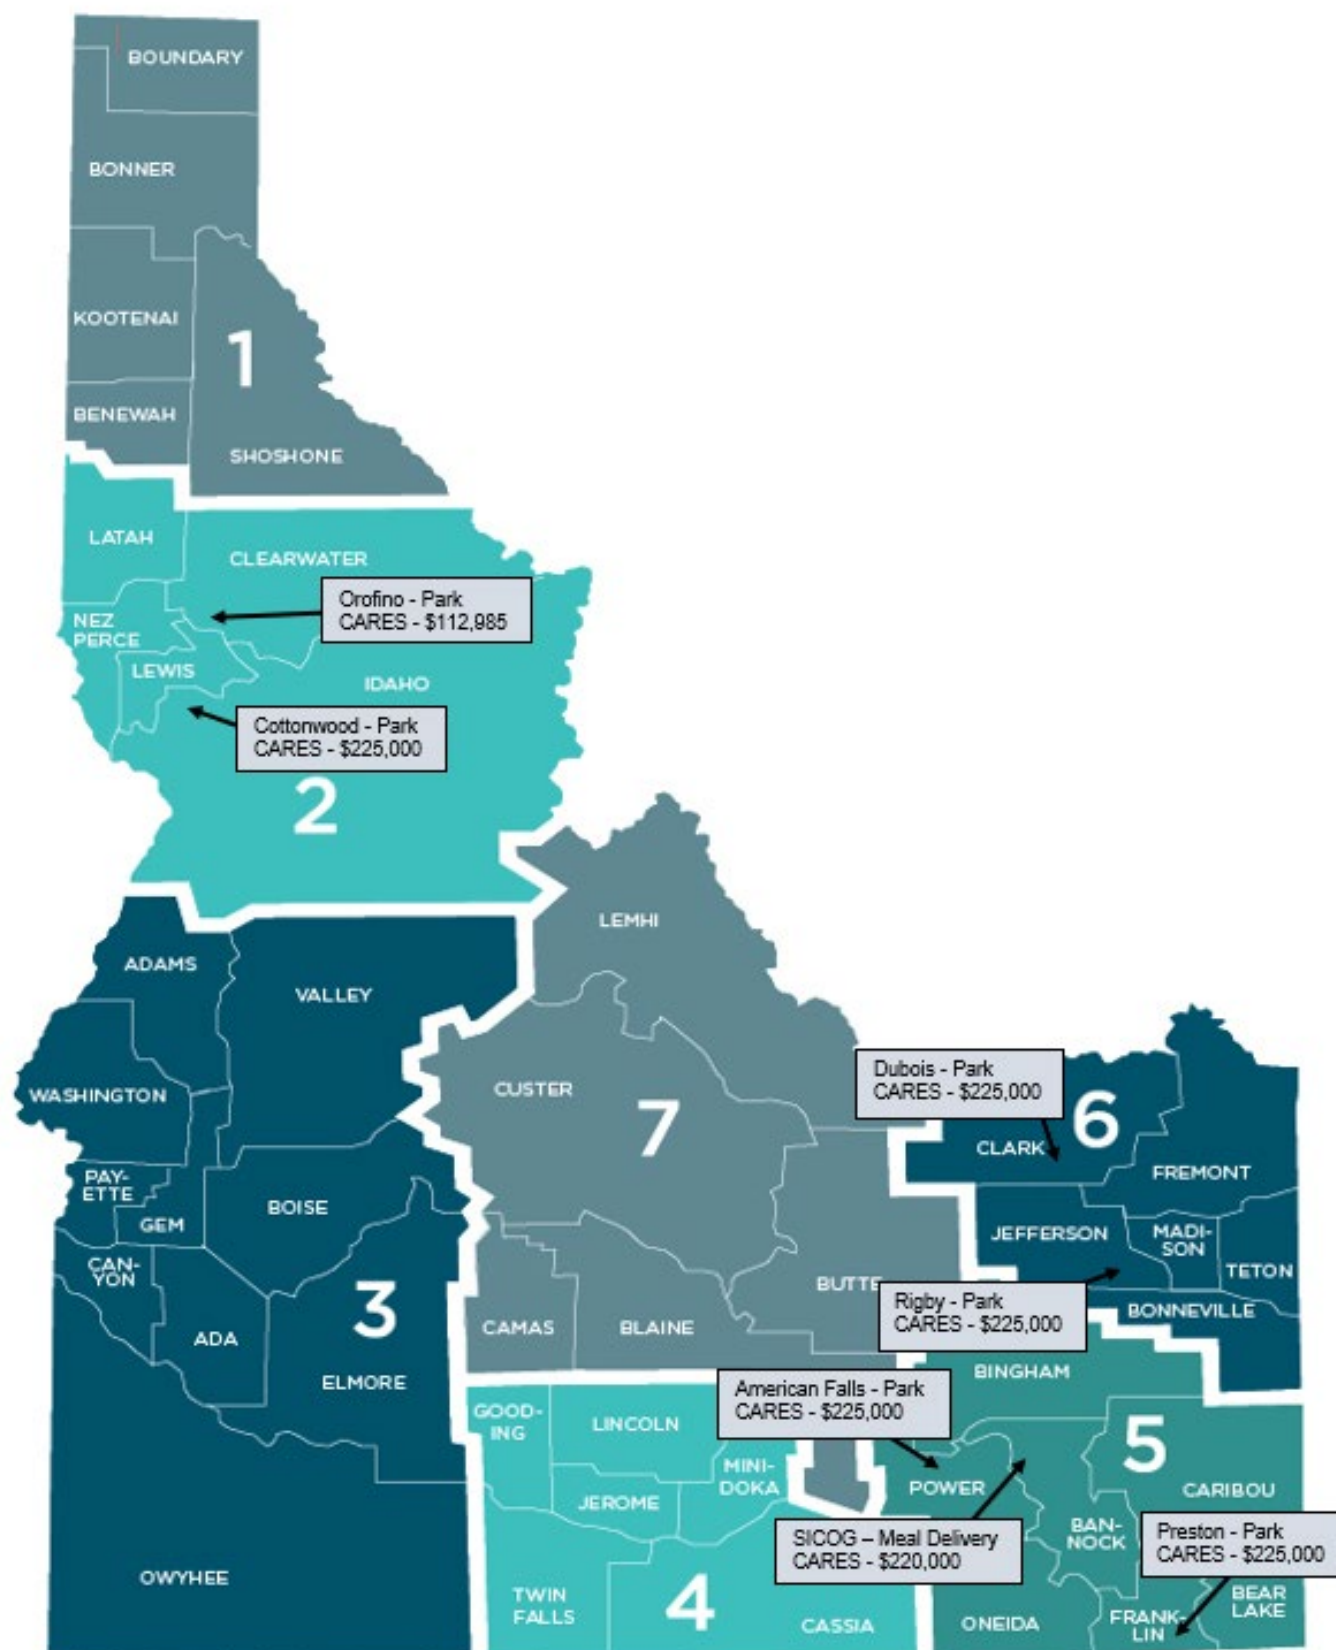 BOUNDARY
BONNER
KOOTENAI
1
BENEWAH
SHOSHONE
LATAH
CLEARWATER
Orofino - Park
CARES - $112,985
NEZ
PERCE
LEWIS
IDAHO
Cottonwood - Park
CARES - $225,000
2
LEMHI
ADAMS
VALLEY
Dubois - Park
CARES - $225,000
CUSTER
WASHINGTON
7
6
CLARK
FREMONT
PAY-
ETTE
BOISE
GEM
JEFFERSON
MADI-
SON
CAN-
YON
TETON
BUTTE
Rigby - Park
CARES - $225,000
BONNEVILLE
3
ADA
CAMAS
BLAINE
ELMORE
BINGHAM
American Falls - Park
CARES - $225,000
GOOD-
ING
LINCOLN
5
MINI-
DOKA
POWER
CARIBOU
JEROME
SICOG – Meal Delivery
CARES - $220,000
BAN-
NOCK
Preston - Park
CARES - $225,000
OWYHEE
TWIN
FALLS
4
CASSIA
ONEIDA
FRANK-
LIN
BEAR
LAKE